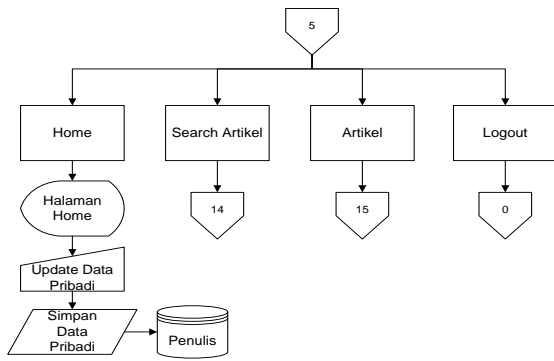 5
Home
Search Artikel
Artikel
Logout
Halaman
Home
14
15
0
Update Data
Pribadi
Simpan
Data
Pribadi
Penulis